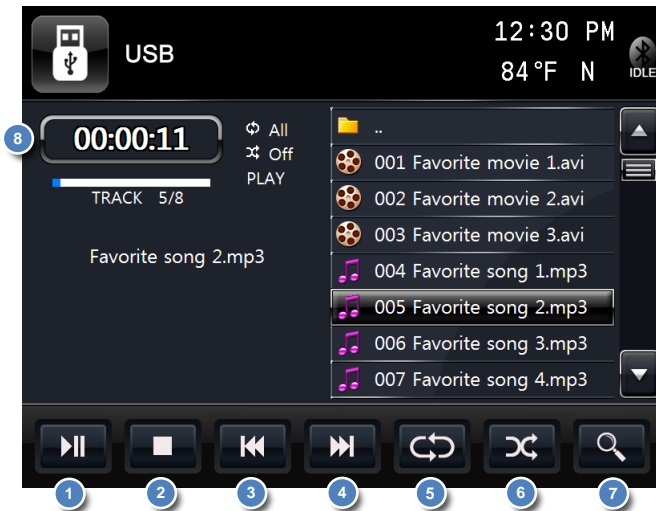 USB
12:30 PM
84°F N
IDLE
8
00:00:11
All
Off
PLAY
TRACK 5/8
Favorite song 2.mp3
..
001 Favorite movie 1.avi
002 Favorite movie 2.avi
003 Favorite movie 3.avi
004 Favorite song 1.mp3
005 Favorite song 2.mp3
006 Favorite song 3.mp3
007 Favorite song 4.mp3
1 2 3 4 5 6 7